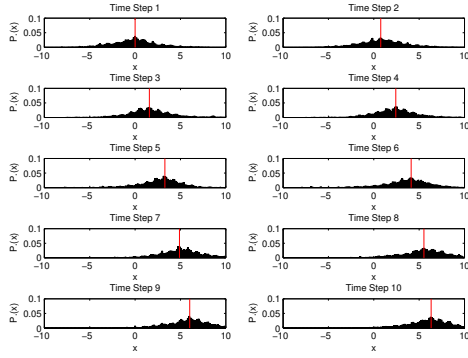 Time Step 1
Time Step 2
0.1
0.05
0
P.(x)
−10 −5 0 5 10
x
0.1
0.05
0
−10 −5 0 5 10
x
Time Step 3
Time Step 4
0.1
0.05
0
P.(x)
−10 −5 0 5 10
x
0.1
0.05
0
−10 −5 0 5 10
x
Time Step 5
Time Step 6
0.1
0.05
0
P.(x)
−10 −5 0 5 10
x
0.1
0.05
0
−10 −5 0 5 10
x
Time Step 7
Time Step 8
0.1
0.05
0
P.(x)
−10 −5 0 5 10
x
0.1
0.05
0
−10 −5 0 5 10
x
Time Step 9
Time Step 10
0.1
0.05
0
P.(x)
−10 −5 0 5 10
x
0.1
0.05
0
−10 −5 0 5 10
x